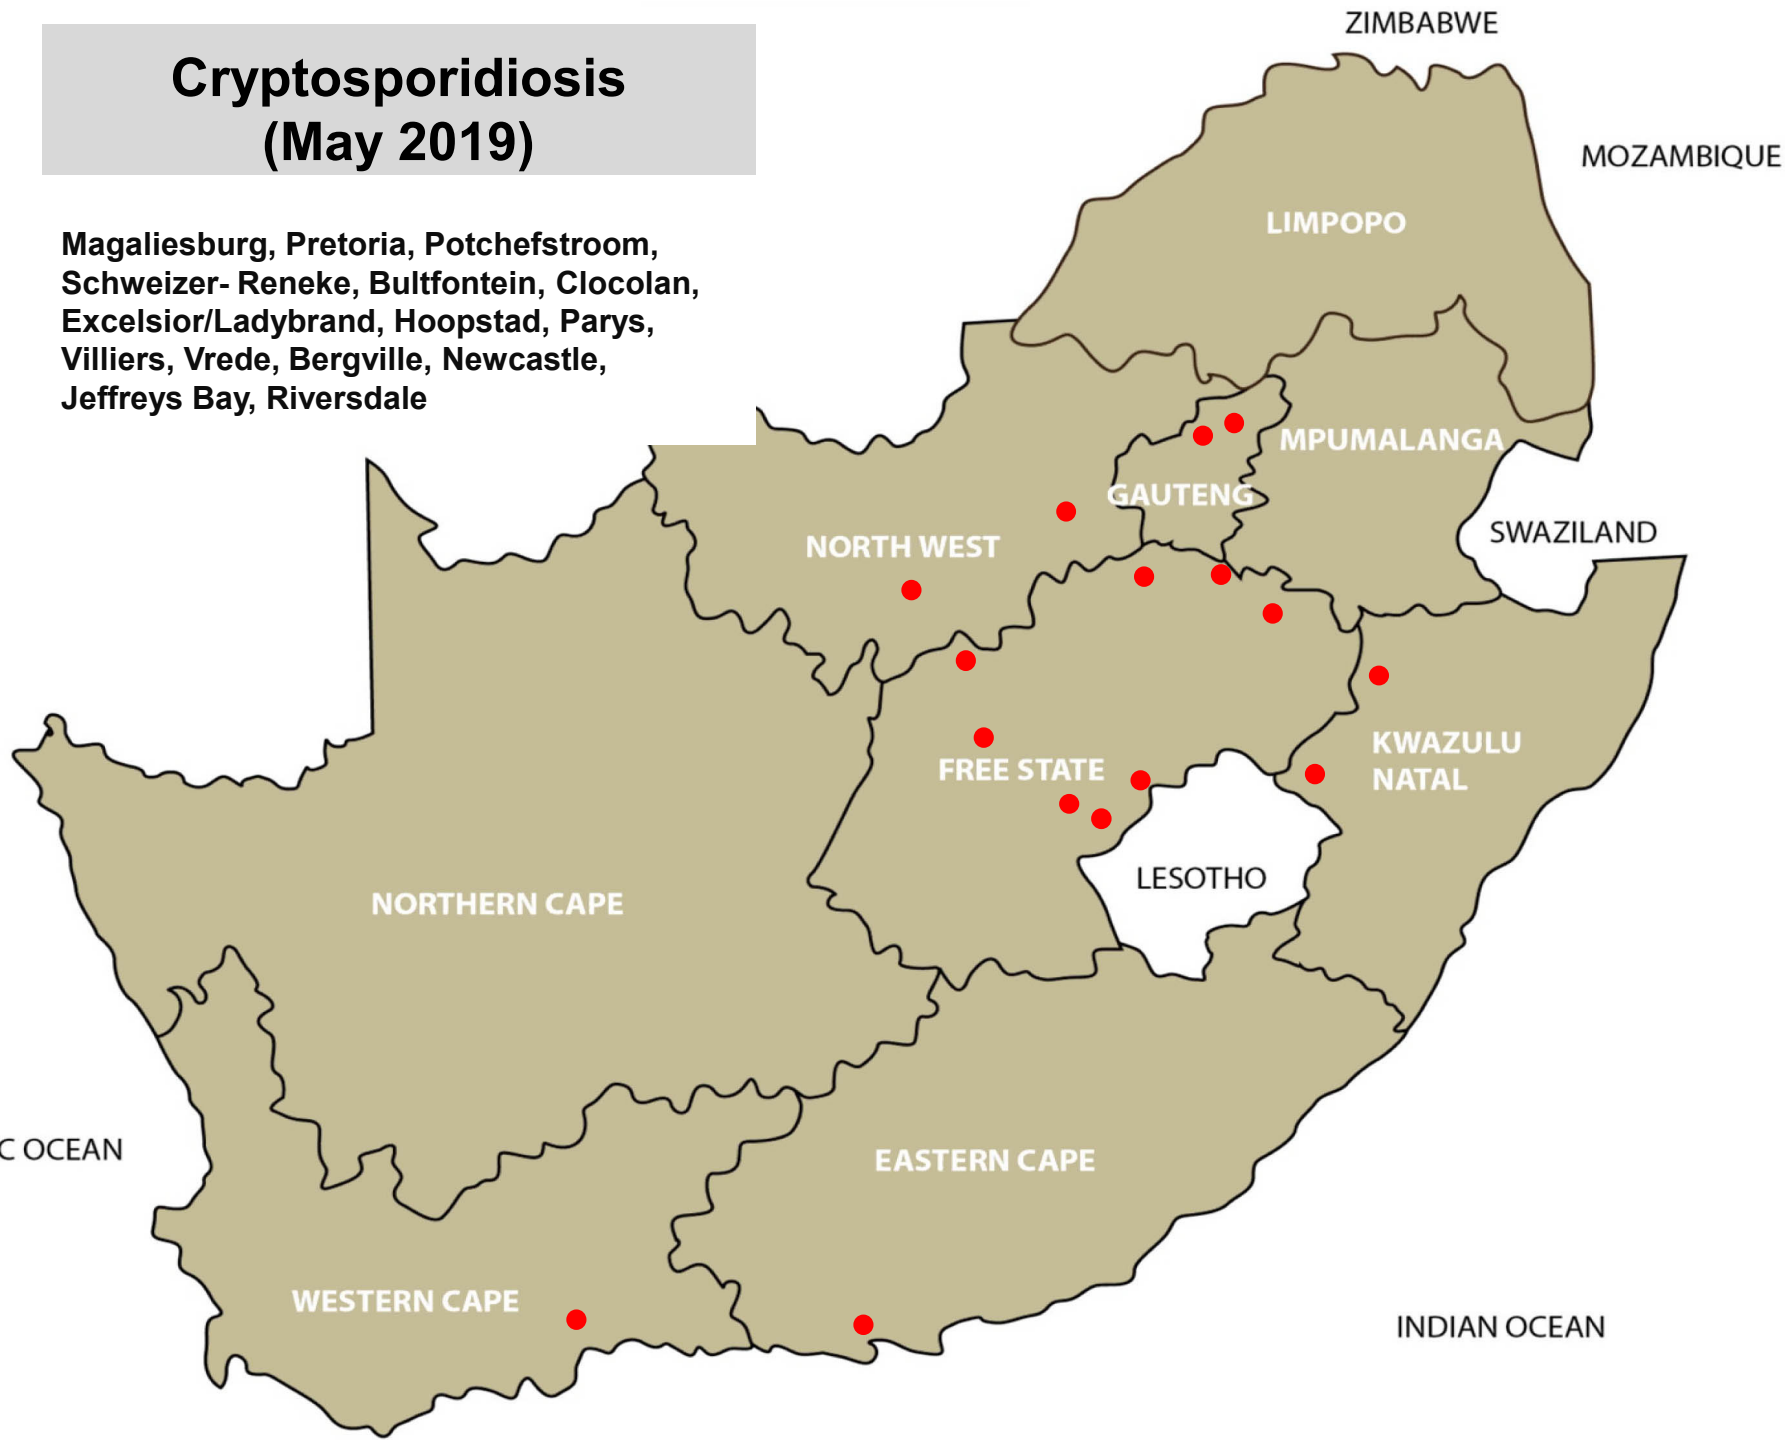 Cryptosporidiosis
(May 2019)
Magaliesburg, Pretoria, Potchefstroom,
Schweizer- Reneke, Bultfontein, Clocolan,
Excelsior/Ladybrand, Hoopstad, Parys,
Villiers, Vrede, Bergville, Newcastle,
Jeffreys Bay, Riversdale
ZIMBABWE
MOZAMBIQUE
LIMPOPO
MPUMALANGA
GAUTENG
SWAZILAND
NORTH WEST
KWAZULU
NATAL
FREE STATE
LESOTHO
NORTHERN CAPE
C OCEAN
EASTERN CAPE
WESTERN CAPE
INDIAN OCEAN